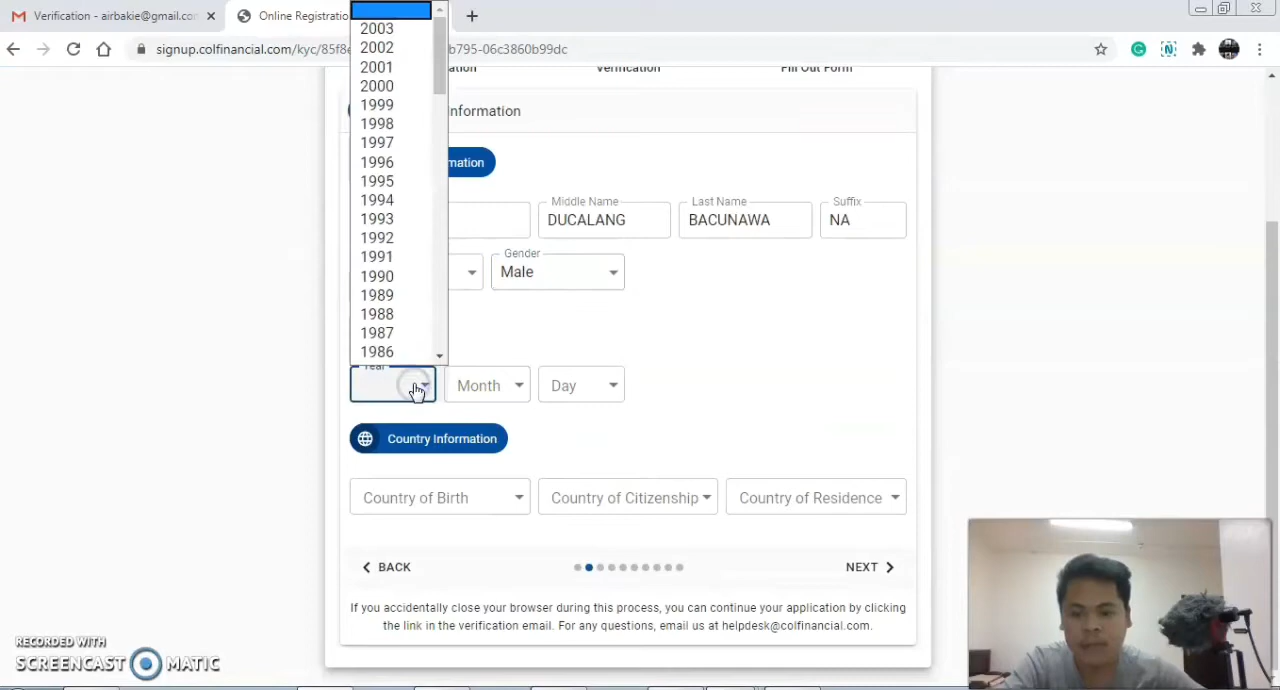 Verification - airbakie@gmail.con
Online Registratio
signup.colfinancial.com/kyc/85f8e
b795-06c3860b99dc
Fill Out Form
2003
2002
2001
2000
1999
1998
1997
1996
1995
1994
1993
1992
1991
1990
1989
1988
1987
1986
nformation
mation
Middle Name
DUCALANG
Last Name
BACUNAWA
Suffix
NA
Gender
Male
Year
Month
Day
Country Information
Country of Birth
Country of Citizenship
Country of Residence
BACK
NEXT
If you accidentally close your browser during this process, you can continue your application by clicking
the link in the verification email. For any questions, email us at helpdesk@colfinancial.com.
RECORDED WITH
SCREENCAST MATIC